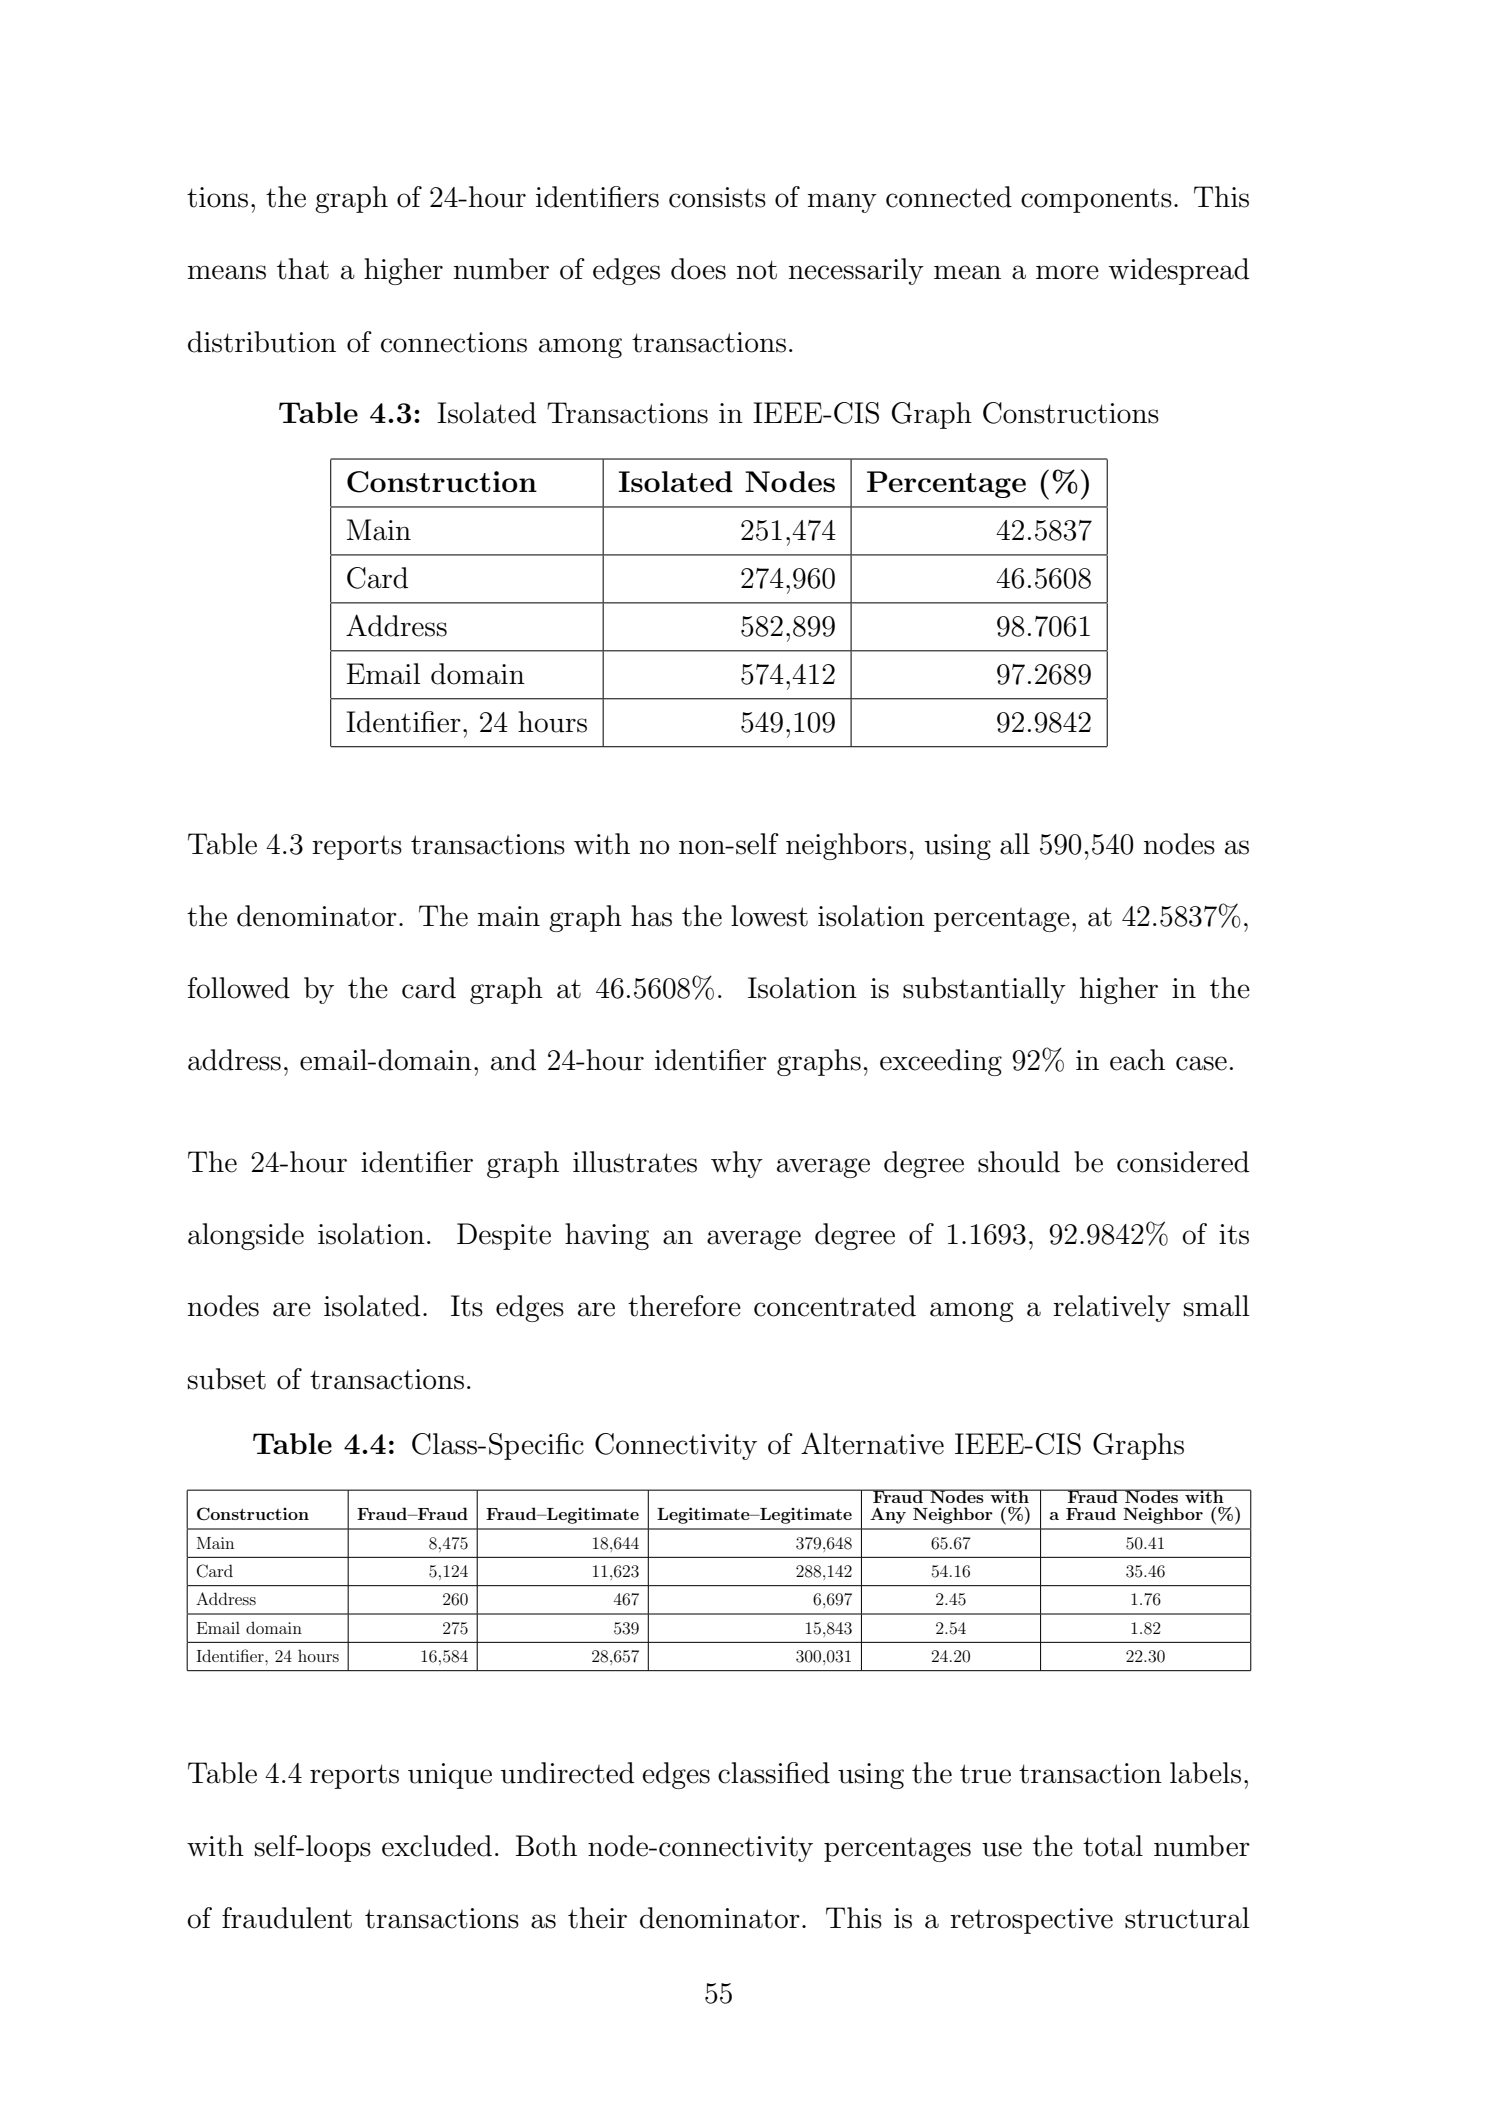 tions, the graph of 24-hour identifiers consists of many connected components. This
means that a higher number of edges does not necessarily mean a more widespread
distribution of connections among transactions.
Table 4.3: Isolated Transactions in IEEE-CIS Graph Constructions
Construction Isolated Nodes Percentage (%)
Main 251,474 42.5837
Card 274,960 46.5608
Address 582,899 98.7061
Email domain 574,412 97.2689
Identifier, 24 hours 549,109 92.9842
Table 4.3 reports transactions with no non-self neighbors, using all 590,540 nodes as
the denominator. The main graph has the lowest isolation percentage, at 42.5837%,
followed by the card graph at 46.5608%. Isolation is substantially higher in the
address, email-domain, and 24-hour identifier graphs, exceeding 92% in each case.
The 24-hour identifier graph illustrates why average degree should be considered
alongside isolation. Despite having an average degree of 1.1693, 92.9842% of its
nodes are isolated. Its edges are therefore concentrated among a relatively small
subset of transactions.
Table 4.4: Class-Specific Connectivity of Alternative IEEE-CIS Graphs
Construction Fraud–Fraud Fraud–Legitimate Legitimate–Legitimate Fraud Nodes with Any Neighbor (%) Fraud Nodes with a Fraud Neighbor (%)
Main 8,475 18,644 379,648 65.67 50.41
Card 5,124 11,623 288,142 54.16 35.46
Address 260 467 6,697 2.45 1.76
Email domain 275 539 15,843 2.54 1.82
Identifier, 24 hours 16,584 28,657 300,031 24.20 22.30
Table 4.4 reports unique undirected edges classified using the true transaction labels,
with self-loops excluded. Both node-connectivity percentages use the total number
of fraudulent transactions as their denominator. This is a retrospective structural
55